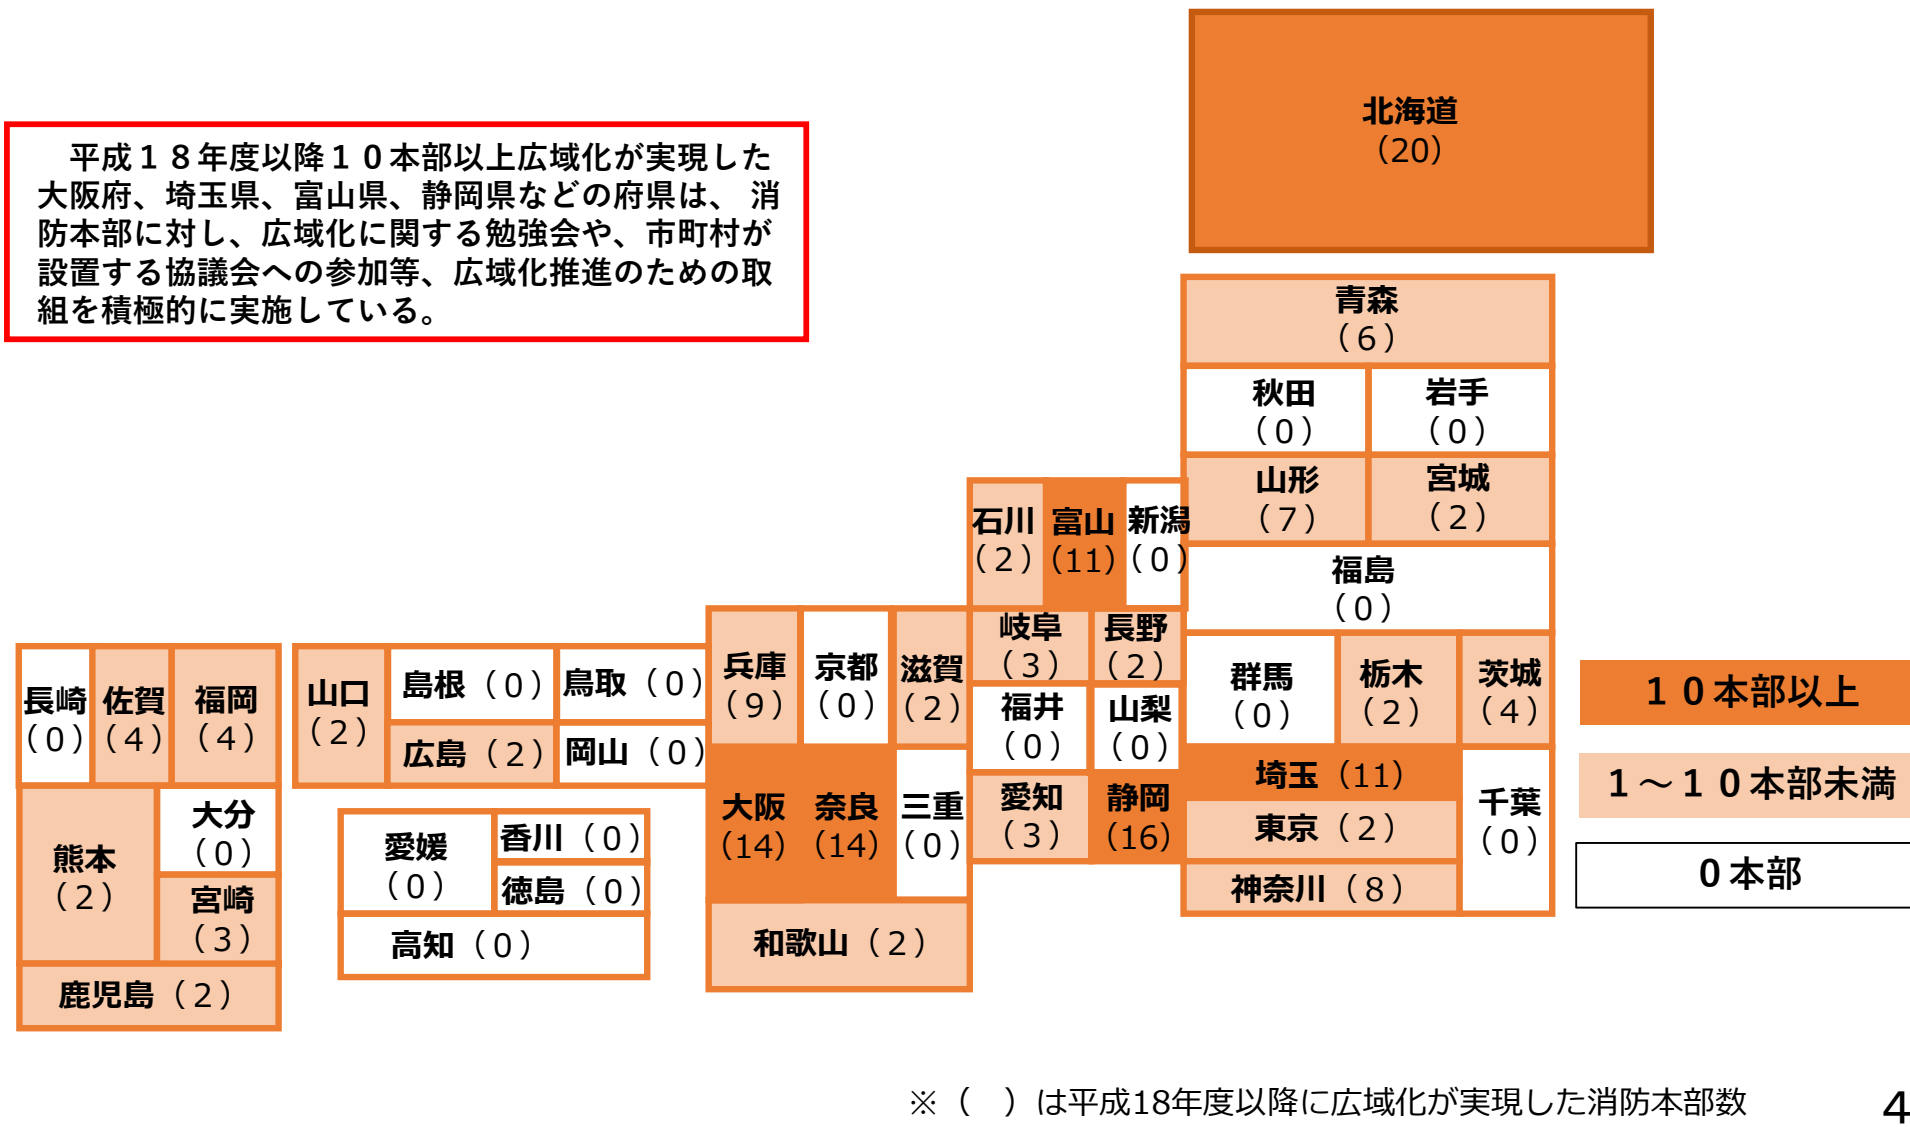 北海道
（20）
平成１８年度以降１０本部以上広域化が実現した
大阪府、埼玉県、富山県、静岡県などの府県は、 消
防本部に対し、広域化に関する勉強会や、市町村が
設置する協議会への参加等、広域化推進のための取
組を積極的に実施している。
青森
（６）
秋田
（０）
岩手
（０）
山形
（７）
宮城
（２）
石川
（２）
富山
（11）
新潟
（０）
福島
（０）
岐阜
（３）
長野
（２）
群馬
（０）
栃木
（２）
茨城
（４）
長崎
（０）
佐賀
（４）
福岡
（４）
山口
（２）
島根（０）
鳥取（０）
広島（２）
岡山（０）
兵庫
（９）
京都
（０）
滋賀
（２）
福井
（０）
山梨
（０）
大阪
（14）
奈良
（14）
三重
（０）
愛知
（３）
静岡
（16）
埼玉（11）
東京（２）
神奈川（８）
千葉
（０）
１０本部以上
１～１０本部未満
０本部
熊本
（２）
大分
（０）
宮崎
（３）
鹿児島（２）
愛媛
（０）
香川（０）
徳島（０）
高知（０）
和歌山（２）
※（　）は平成18年度以降に広域化が実現した消防本部数
4